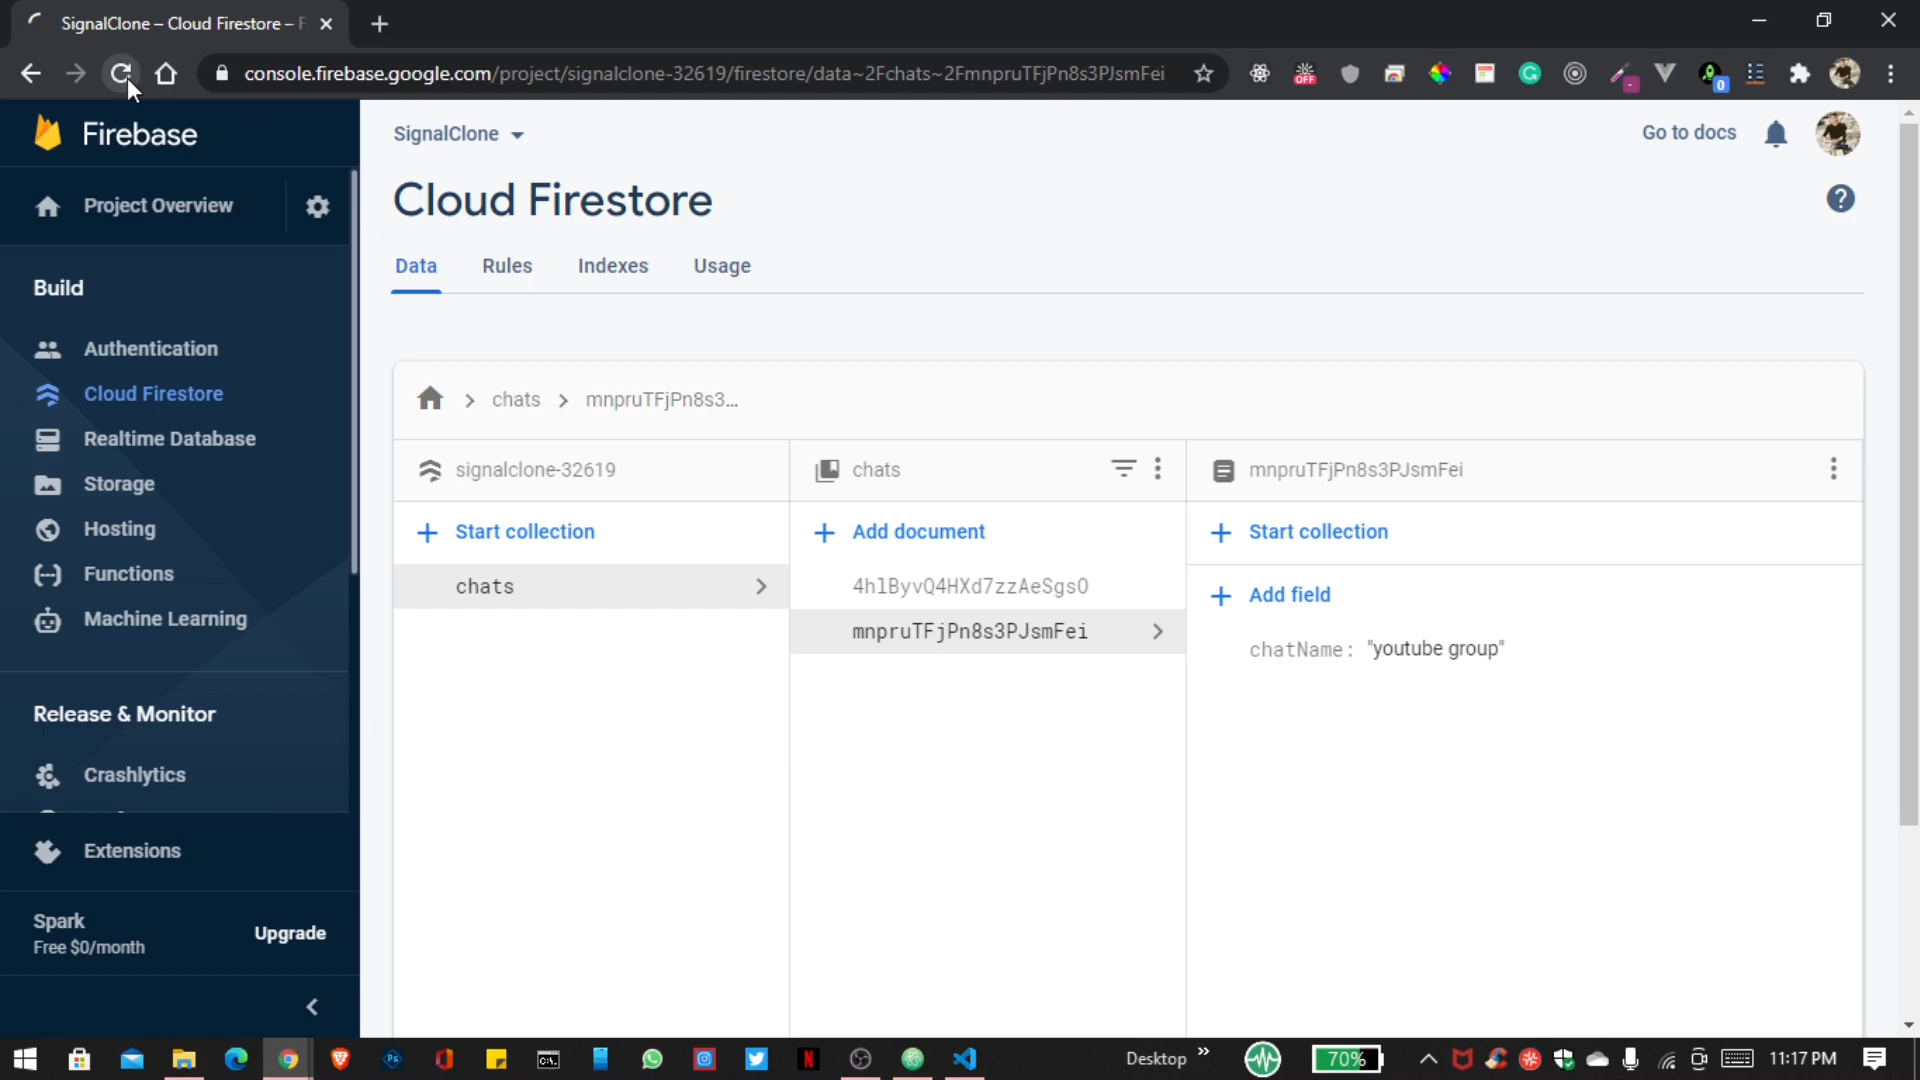 SignalClone – Cloud Firestore – F
console.firebase.google.com/project/signalclone-32619/firestore/data~2Fchats~2FmnpruTFjPn8s3PJsmFei
OFF
0
Firebase
SignalClone
Go to docs
Project Overview
Cloud Firestore
Data Rules Indexes Usage
Build
Authentication
Cloud Firestore
Realtime Database
Storage
Hosting
Functions
Machine Learning
Release & Monitor
Crashlytics
Extensions
Spark
Free $0/month
Upgrade
chats
mnpruTFjPn8s3...
signalclone-32619
Start collection
chats
chats
Add document
4hlByvQ4HXd7zzAeSgsO
mnpruTFjPn8s3PJsmFei
mnpruTFjPn8s3PJsmFei
Start collection
Add field
chatName: "youtube group"
Desktop
70%
11:17 PM